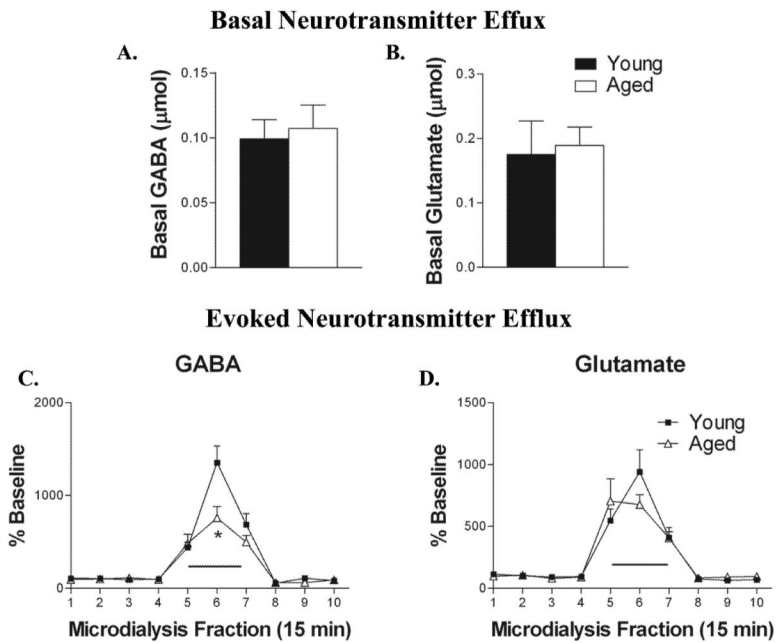 Basal Neurotransmitter Effux
A.
B.
Young
Aged
Basal GABA (μmol)
0.15
0.10
0.05
0.00
Basal Glutamate (μmol)
0.3
0.2
0.1
0.0
Evoked Neurotransmitter Efflux
C.
GABA
D.
Glutamate
% Baseline
2000
1000
0
*
1 2 3 4 5 6 7 8 9 10
Microdialysis Fraction (15 min)
% Baseline
1500
1000
500
0
Young
Aged
1 2 3 4 5 6 7 8 9 10
Microdialysis Fraction (15 min)